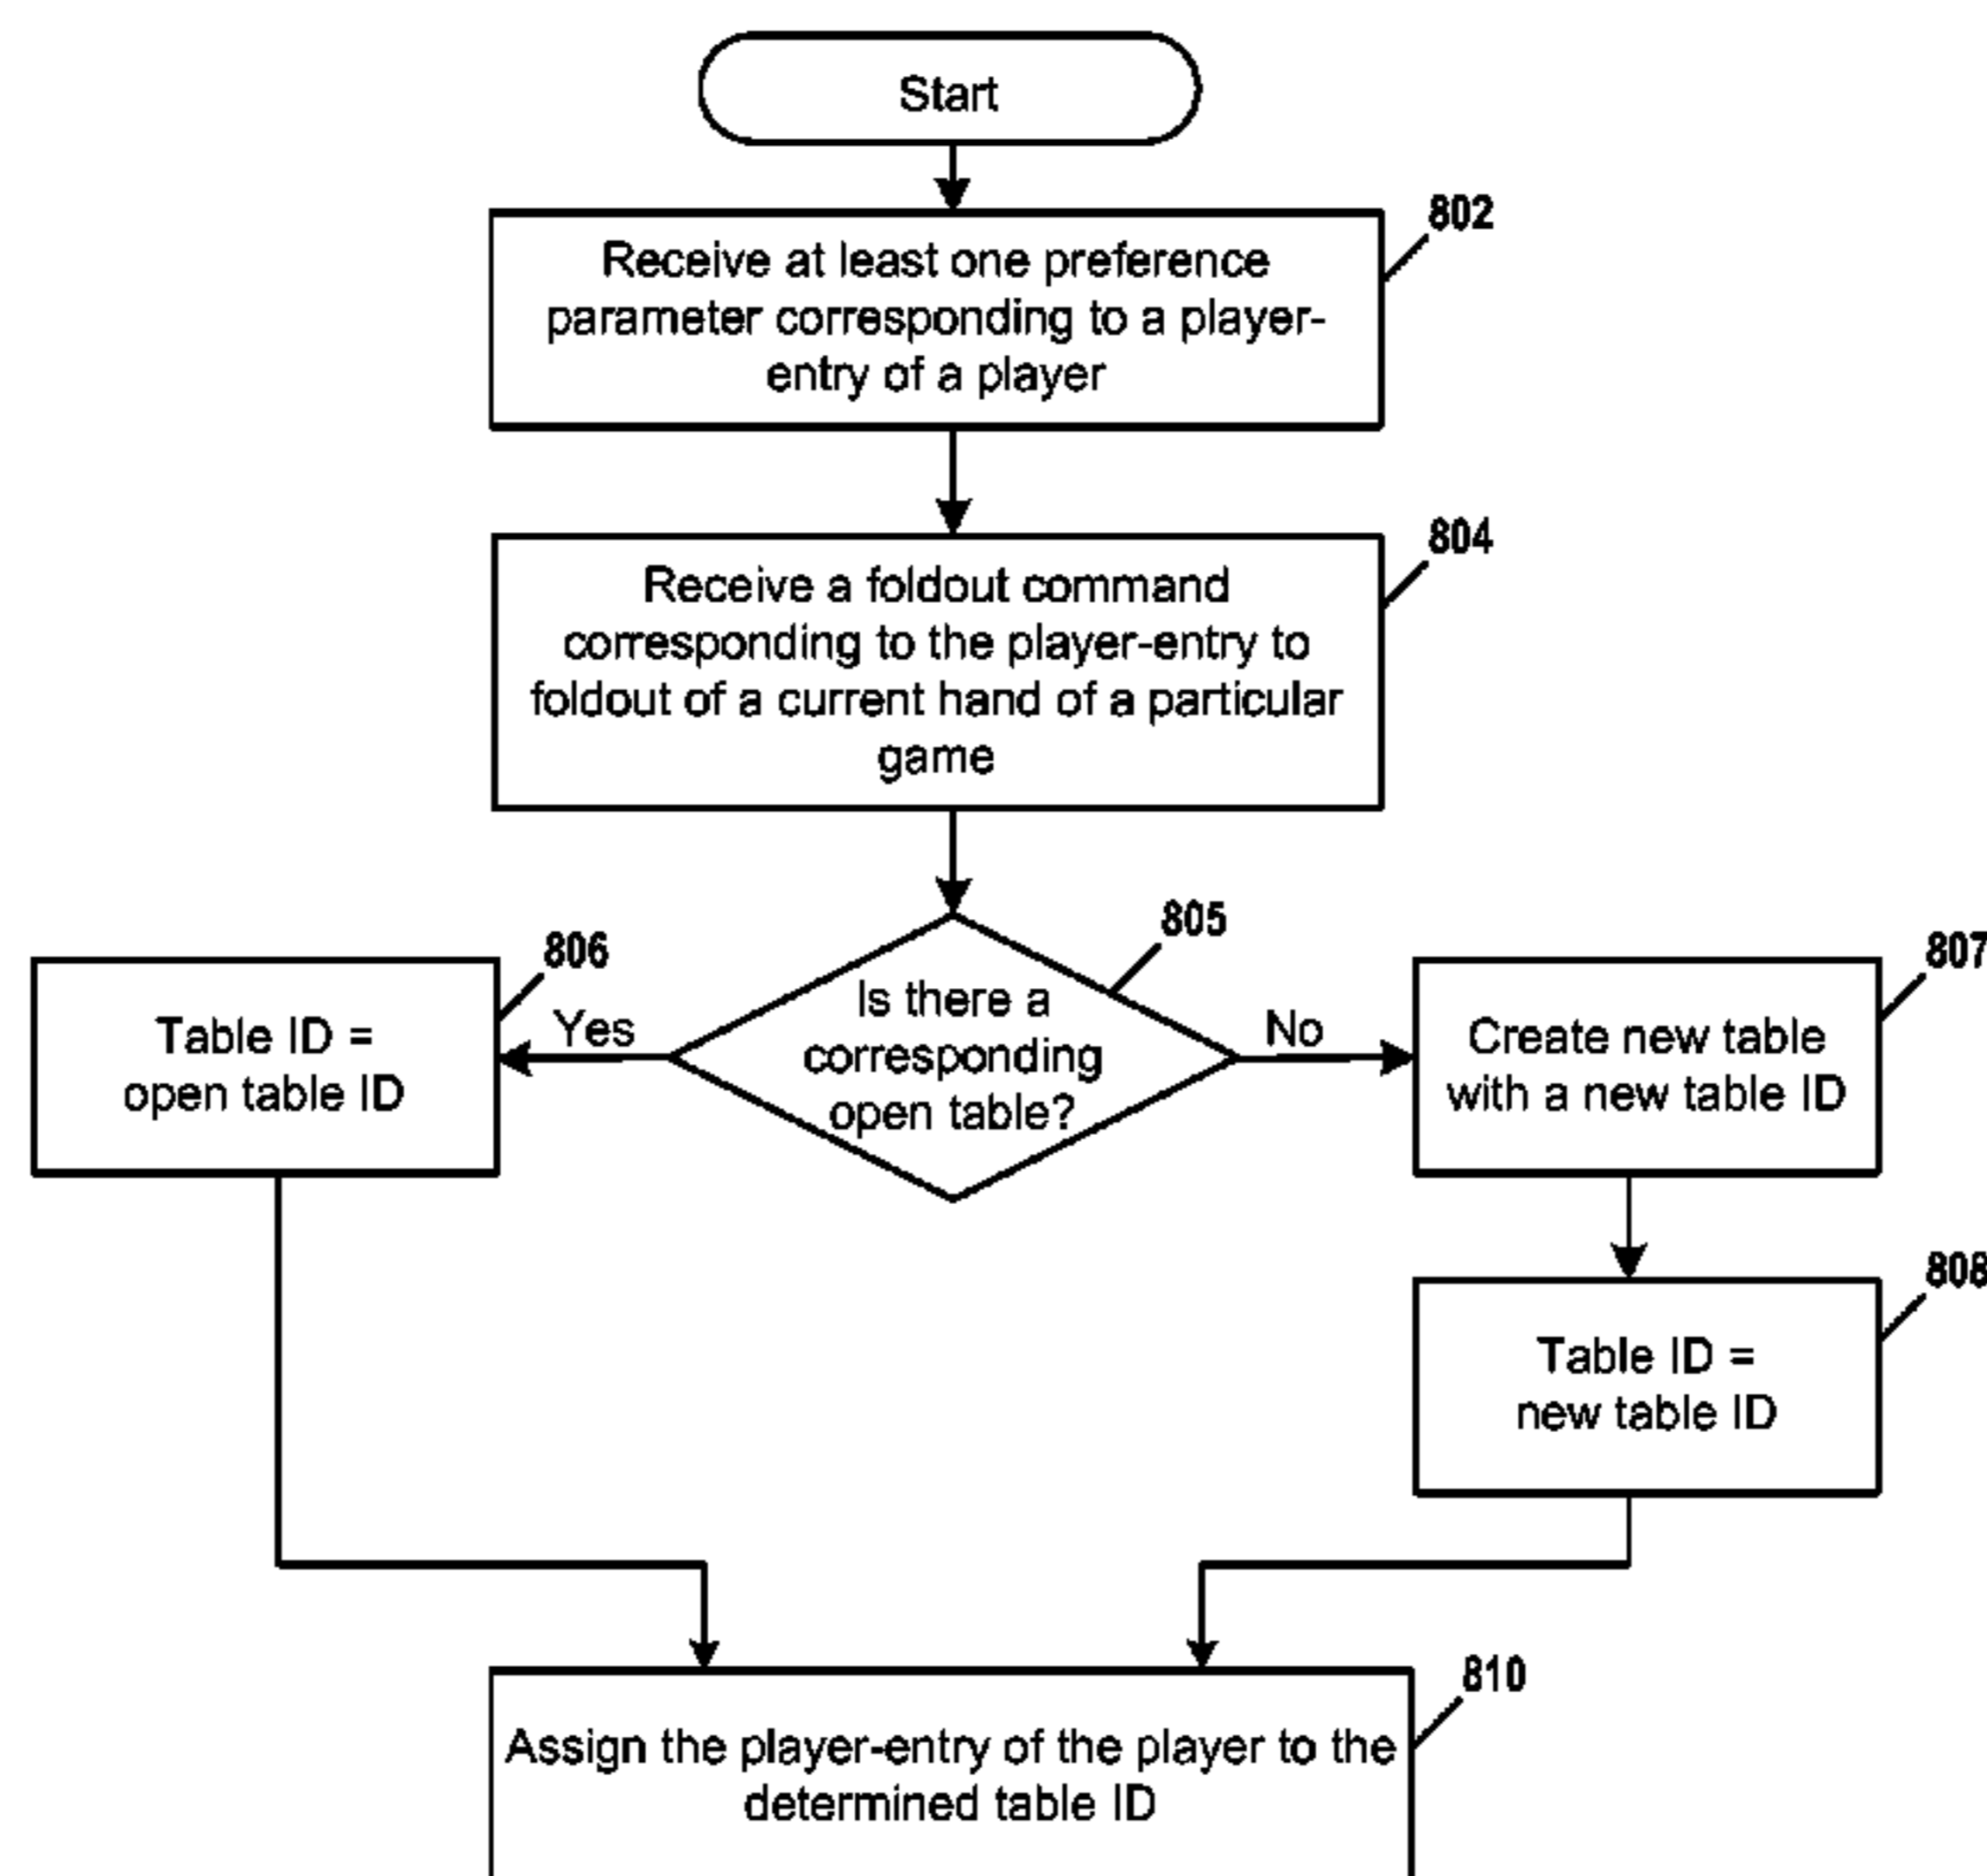 Start
802
Receive at least one preference
parameter corresponding to a player-
entry of a player
804
Receive a foldout command
corresponding to the player-entry to
foldout of a current hand of a particular
game
805
Is there a
corresponding
open table?
Yes
No
806
Table ID =
open table ID
807
Create new table
with a new table ID
808
Table ID =
new table ID
810
Assign the player-entry of the player to the
determined table ID